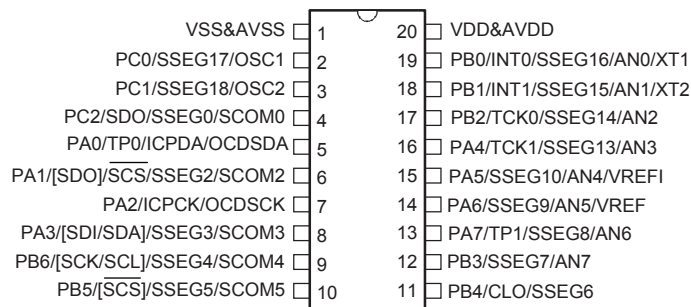 VSS&AVSS 1 20 VDD&AVDD
PC0/SSEG17/OSC1 2 19 PB0/INT0/SSEG16/AN0/XT1
PC1/SSEG18/OSC2 3 18 PB1/INT1/SSEG15/AN1/XT2
PC2/SDO/SSEG0/SCOM0 4 17 PB2/TCK0/SSEG14/AN2
PA0/TP0/ICPDA/OCDSDA 5 16 PA4/TCK1/SSEG13/AN3
PA1/[SDO]/SCS/SSEG2/SCOM2 6 15 PA5/SSEG10/AN4/VREFI
PA2/ICPCK/OCDSCK 7 14 PA6/SSEG9/AN5/VREF
PA3/[SDI/SDA]/SSEG3/SCOM3 8 13 PA7/TP1/SSEG8/AN6
PB6/[SCK/SCL]/SSEG4/SCOM4 9 12 PB3/SSEG7/AN7
PB5/[SCS]/SSEG5/SCOM5 10 11 PB4/CLO/SSEG6